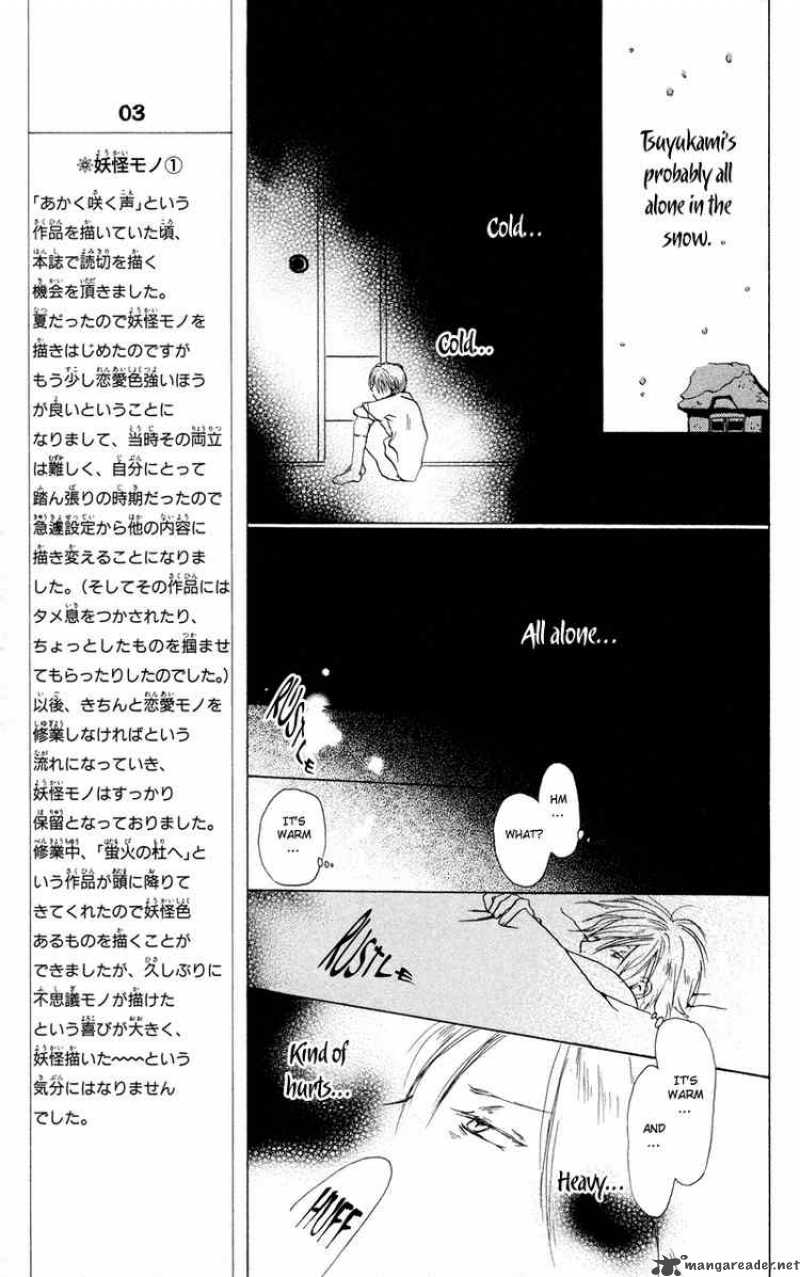 03
※妖怪モノ①
「あかく咲く声」という
作品を描いていた頃、
本誌で読切を描く
機会を頂きました。
夏だったので妖怪モノを
描きはじめたのですが
もう少し恋愛色強いほう
が良いということに
なりまして、当時その両立
は難しく、自分にとって
踏ん張りの時期だったので
急遽設定から他の内容に
描き変えることになりま
した。(そしてその作品には
タメ息をつかされたり、
ちょっとしたものを掴ませ
てもらったりしたのでした。)
以後、きちんと恋愛モノを
修業しなければという
流れになっていき、
妖怪モノはすっかり
保留となっておりました。
修業中、「蛍火の杜へ」と
いう作品が頭に降りて
きてくれたので妖怪色
あるものを描くことが
できましたが、久しぶりに
不思議モノが描けた
という喜びが大きく、
妖怪描いた〜〜という
気分にはなりません
でした。
Tsuyukami's
probably all
alone in the
snow.
Cold...
Cold...
All alone...
RUSTLE
HM
...
WHAT?
IT'S
WARM
...
RUSTLE
IT'S
WARM
...
AND
...
Kind of
hurts...
Heavy...
HUFF
mangareader.net